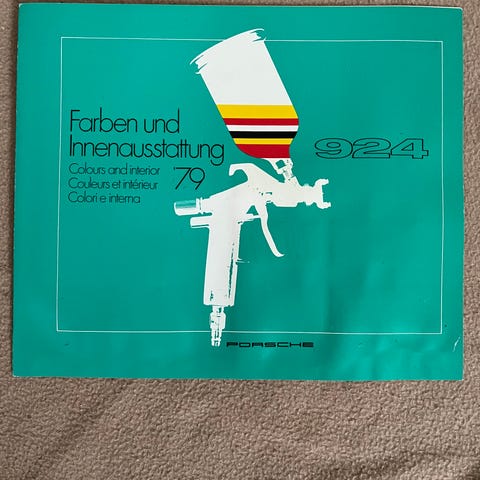 Farben und
Innenausstattung
Colours and interior
Couleurs et intérieur
Colori e interna
'79
924
PORSCHE